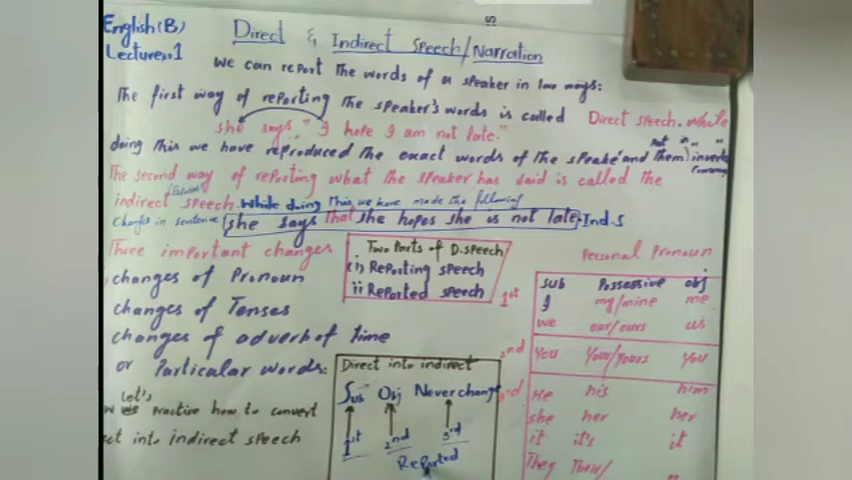 English(B)
Lecture#1
Direct & Indirect Speech/Narration
We can report the words of a speaker in two ways:
The first way of reporting the speaker's words is called Direct speech. While
she says "I hope I am not late."
doing this we have reproduced the exact words of the speaker and
The second way of reporting what the speaker has said is called the
indirect speech. While doing this, we have made the following
changes in sentence she says that she hopes she is not late Ind.S
Three important changes
changes of Pronoun
changes of Tenses
changes of adverb of time
or Particular words:
Let's
practice how to convert
into indirect speech
Two Parts of D.speech
(i) Reporting speech
ii Reported speech
Direct into indirect
Sub Obj Never change
1st 2nd 3rd
Reported
Personal Pronoun
Sub Possessive obj
1st
I my/mine me
we our/ours us
2nd
You Your/Yours You
3rd
He his him
she her her
it it's it
They Their/